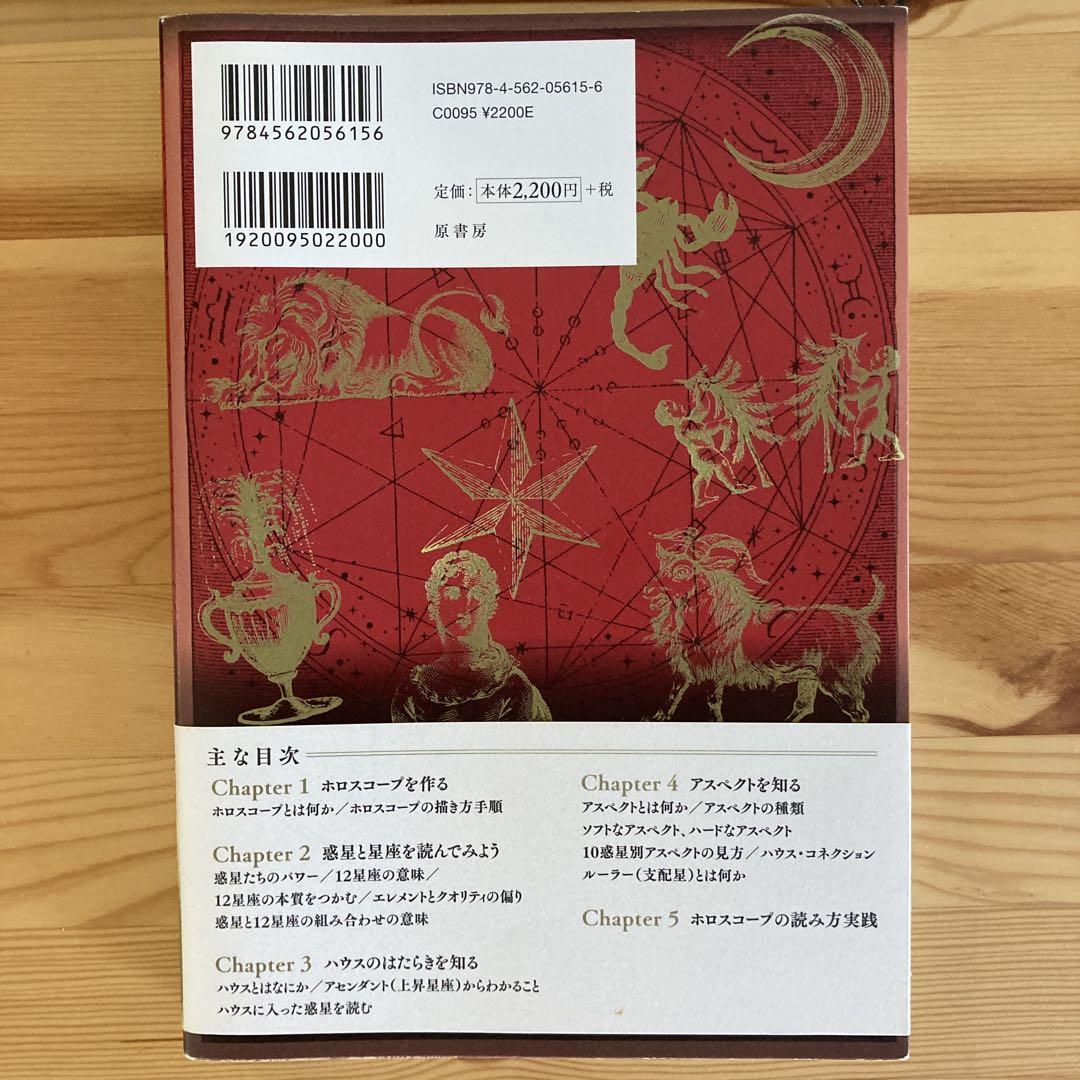 ISBN978-4-562-05615-6
C0095 ¥2200E
9784562056156
定価：本体2,200円+税
1920095022000
原書房
主な目次
Chapter 1 ホロスコープを作る
ホロスコープとは何か／ホロスコープの描き方手順
Chapter 2 惑星と星座を読んでみよう
惑星たちのパワー／12星座の意味／
12星座の本質をつかむ／エレメントとクオリティの偏り
惑星と12星座の組み合わせの意味
Chapter 3 ハウスのはたらきを知る
ハウスとはなにか／アセンダント（上昇星座）からわかること
ハウスに入った惑星を読む
Chapter 4 アスペクトを知る
アスペクトとは何か／アスペクトの種類
ソフトなアスペクト、ハードなアスペクト
10惑星別アスペクトの見方／ハウス・コネクション
ルーラー（支配星）とは何か
Chapter 5 ホロスコープの読み方実践